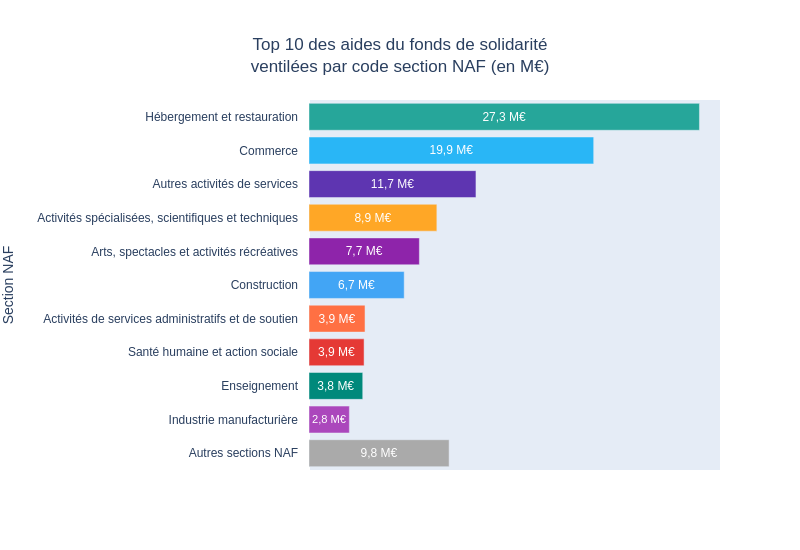 Top 10 des aides du fonds de solidarité
ventilées par code section NAF (en M€)
Section NAF
Hébergement et restauration 27,3 M€
Commerce 19,9 M€
Autres activités de services 11,7 M€
Activités spécialisées, scientifiques et techniques 8,9 M€
Arts, spectacles et activités récréatives 7,7 M€
Construction 6,7 M€
Activités de services administratifs et de soutien 3,9 M€
Santé humaine et action sociale 3,9 M€
Enseignement 3,8 M€
Industrie manufacturière 2,8 M€
Autres sections NAF 9,8 M€